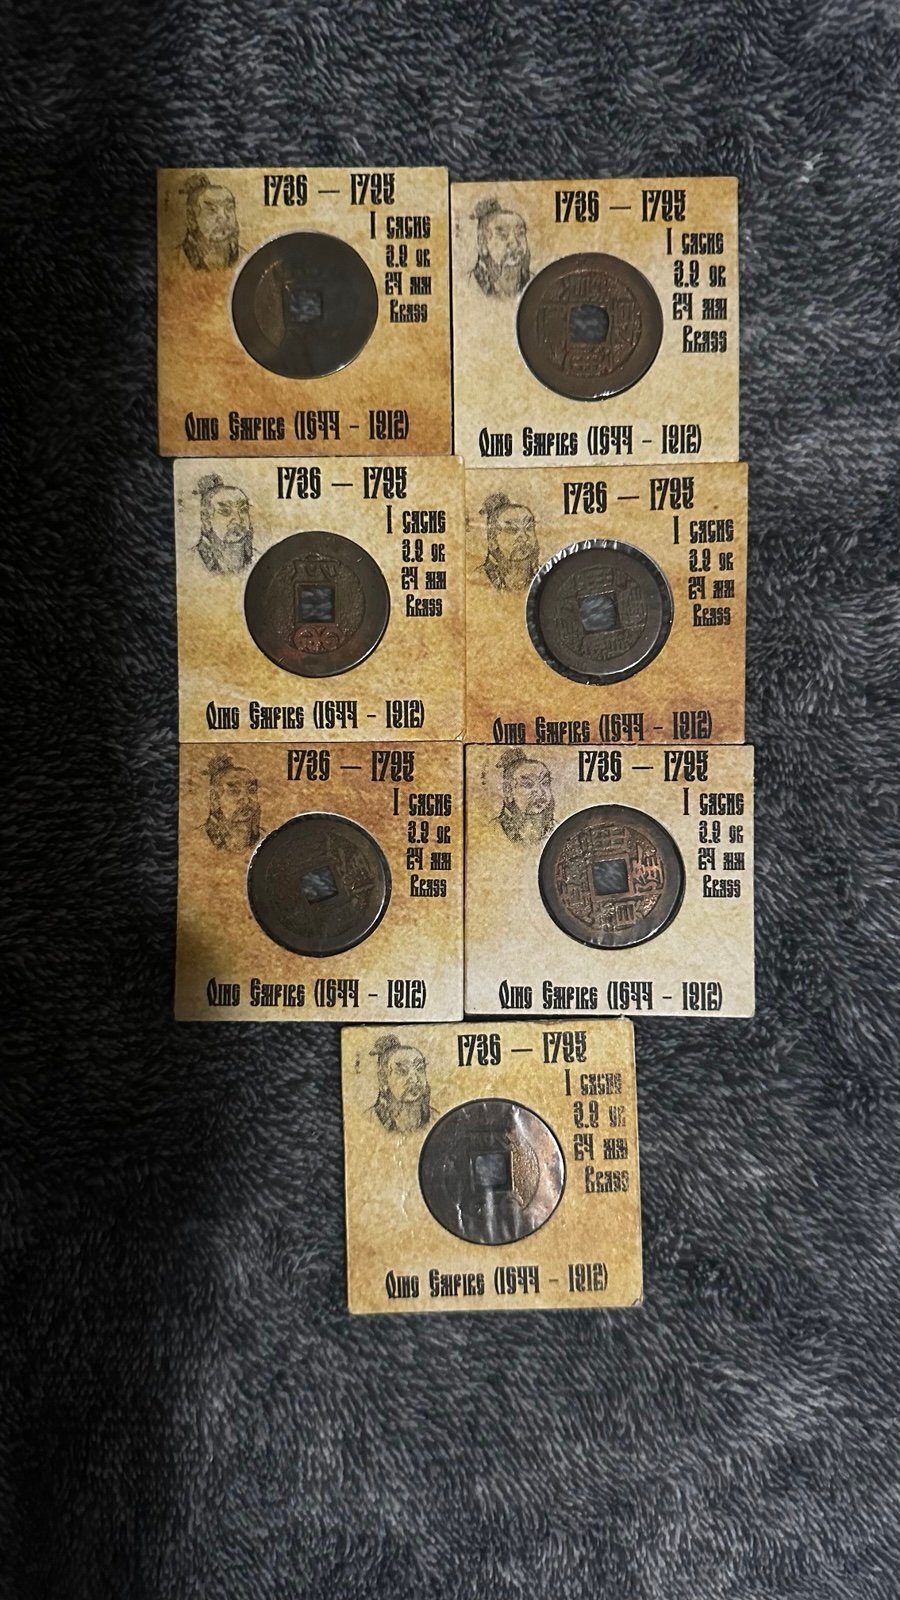 1736 — 1795
1 CACHE
3.9 gr
24 mm
Brass
Qing Empire (1644 - 1912)
1736 — 1795
1 CACHE
3.9 gr
24 mm
Brass
Qing Empire (1644 - 1912)
1736 — 1795
1 CACHE
3.9 gr
24 mm
Brass
Qing Empire (1644 - 1912)
1736 — 1795
1 CACHE
3.9 gr
24 mm
Brass
Qing Empire (1644 - 1912)
1736 — 1795
1 CACHE
3.9 gr
24 mm
Brass
Qing Empire (1644 - 1912)
1736 — 1795
1 CACHE
3.9 gr
24 mm
Brass
Qing Empire (1644 - 1912)
1736 — 1795
1 CACHE
3.9 gr
24 mm
Brass
Qing Empire (1644 - 1912)